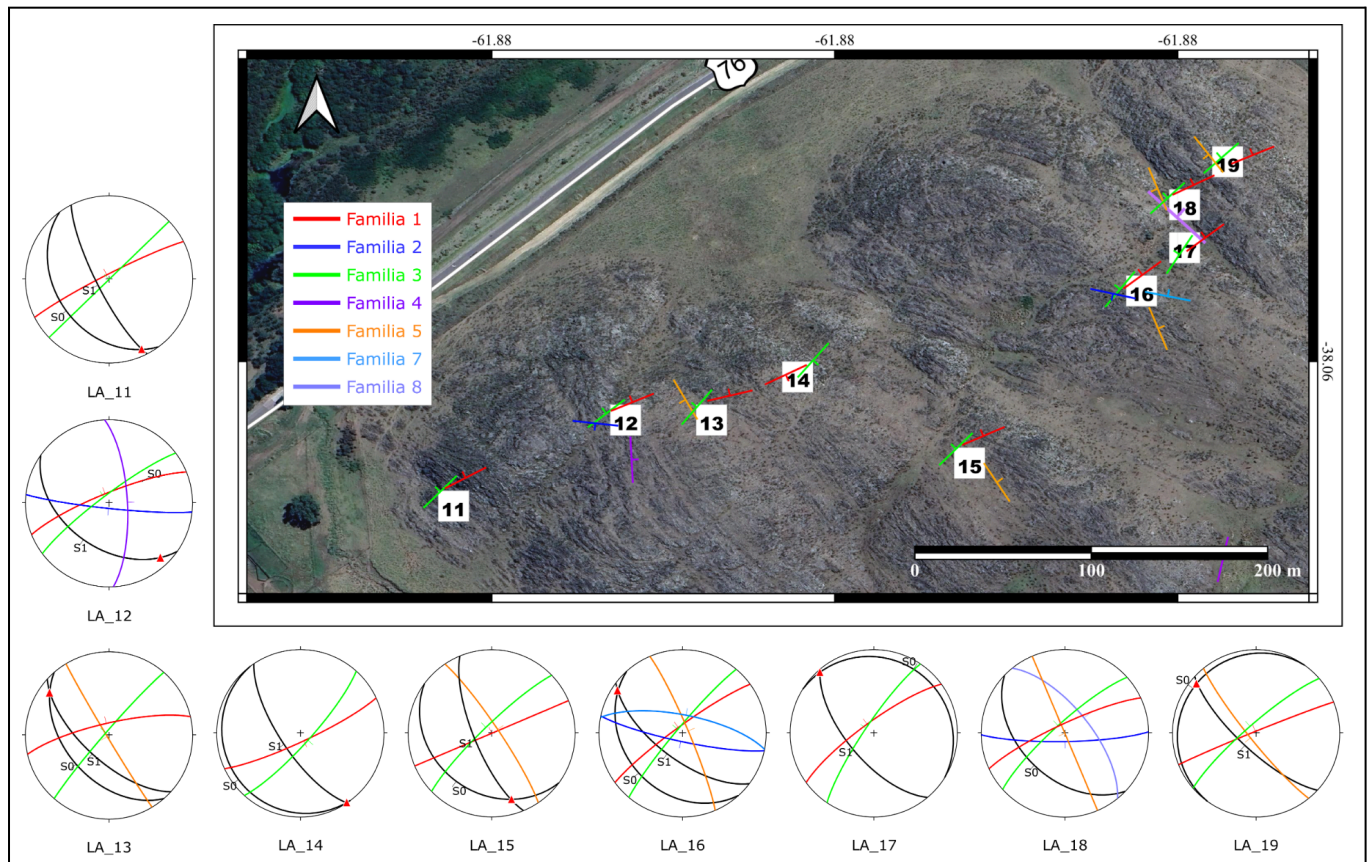 -61.88
-61.88
-61.88
76
-38.06
Familia 1
Familia 2
Familia 3
Familia 4
Familia 5
Familia 7
Familia 8
19
18
17
16
14
13
12
15
11
0
100
200 m
S1
S0
LA_11
S0
S1
LA_12
S0
S1
LA_13
S1
S0
LA_14
S1
S0
LA_15
S1
S0
LA_16
S0
S1
LA_17
S0
LA_18
S0
S1
LA_19